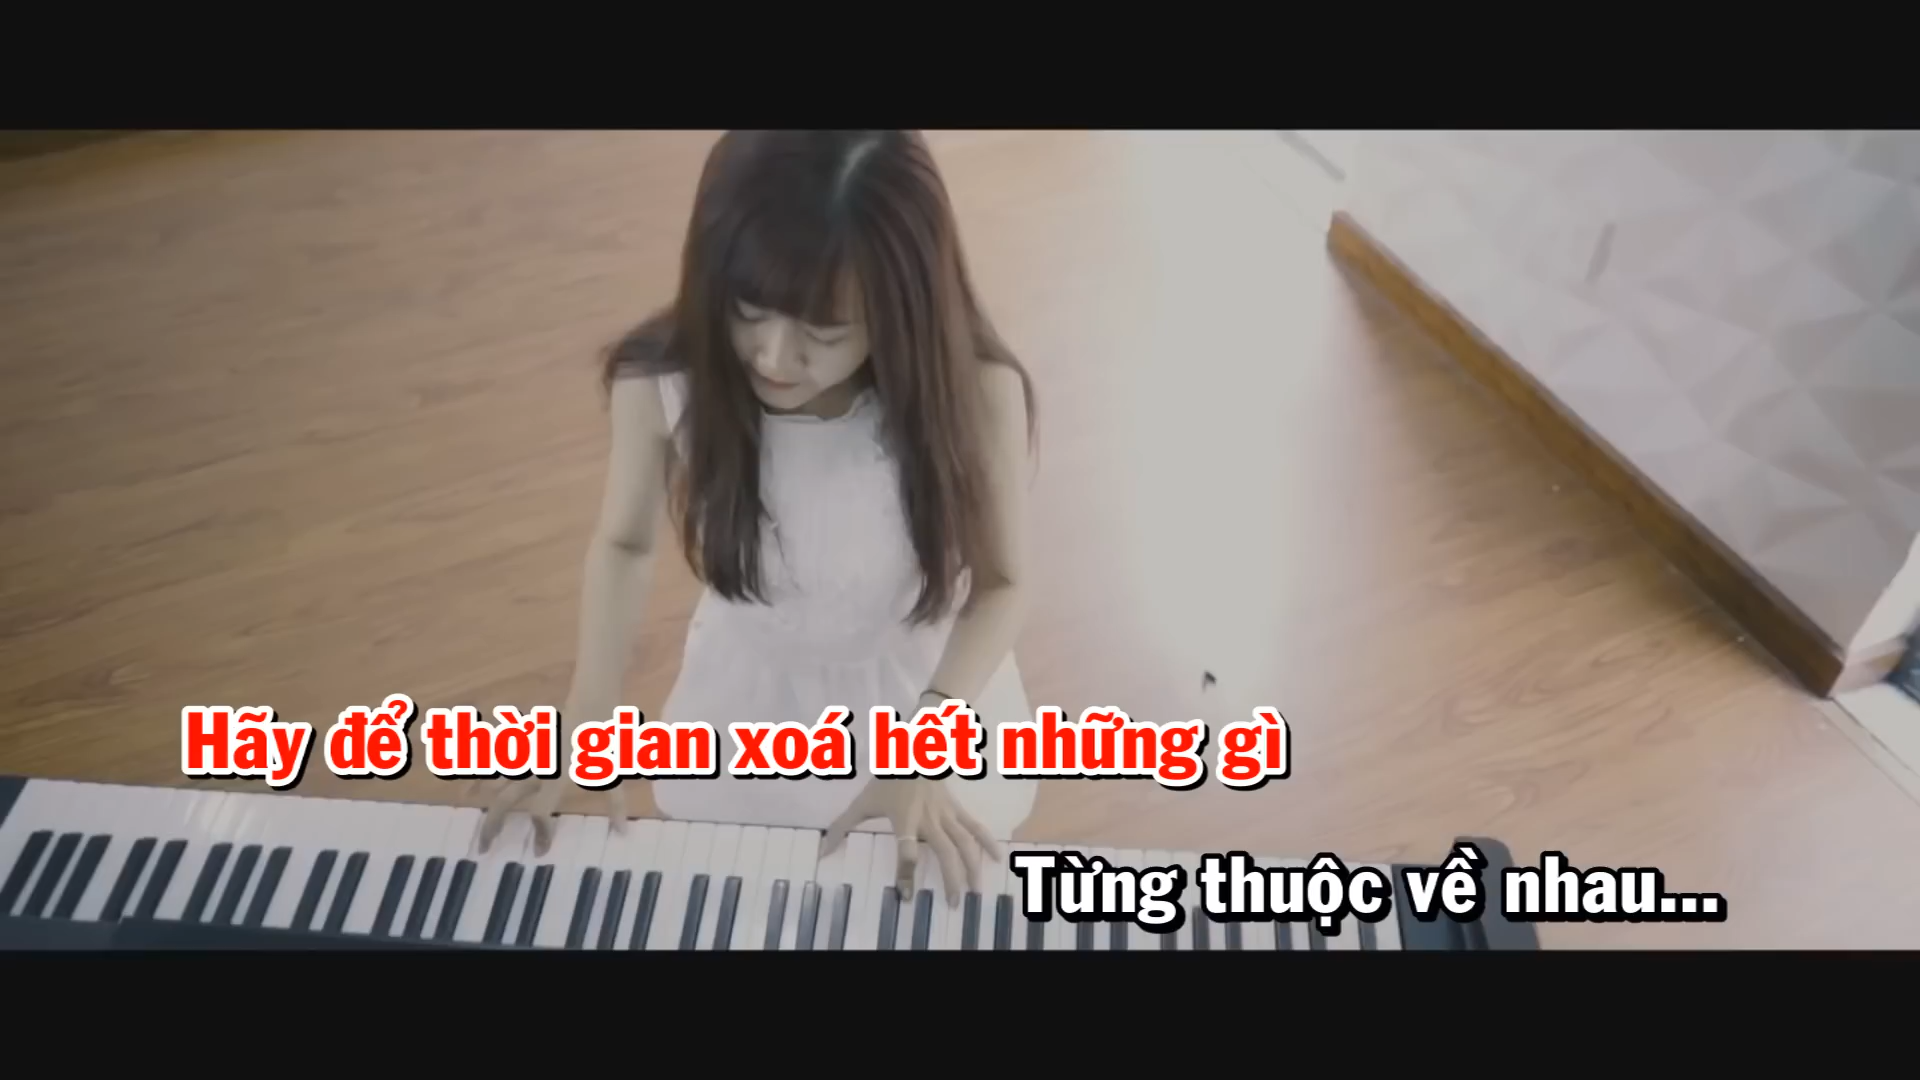 Hãy để thời gian xoá hết những gì
Từng thuộc về nhau...